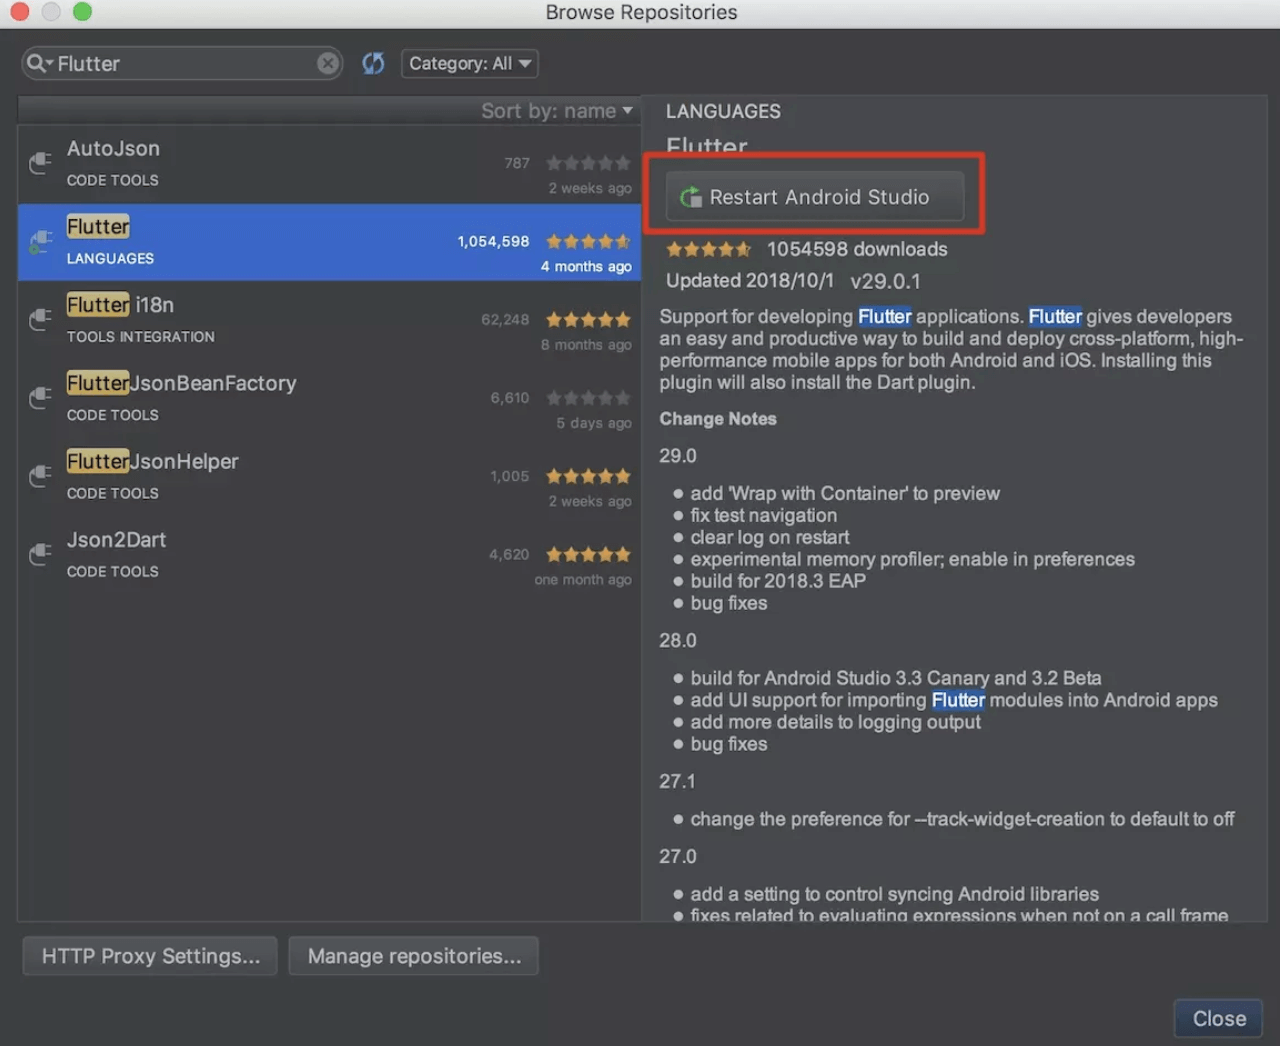 Browse Repositories
Flutter
Category: All
Sort by: name
AutoJson
CODE TOOLS
787
2 weeks ago
Flutter
LANGUAGES
1,054,598
4 months ago
Flutter i18n
TOOLS INTEGRATION
62,248
8 months ago
FlutterJsonBeanFactory
CODE TOOLS
6,610
5 days ago
FlutterJsonHelper
CODE TOOLS
1,005
2 weeks ago
Json2Dart
CODE TOOLS
4,620
one month ago
LANGUAGES
Flutter
Restart Android Studio
1054598 downloads
Updated 2018/10/1 v29.0.1
Support for developing Flutter applications. Flutter gives developers
an easy and productive way to build and deploy cross-platform, high-
performance mobile apps for both Android and iOS. Installing this
plugin will also install the Dart plugin.
Change Notes
29.0
● add 'Wrap with Container' to preview
● fix test navigation
● clear log on restart
● experimental memory profiler; enable in preferences
● build for 2018.3 EAP
● bug fixes
28.0
● build for Android Studio 3.3 Canary and 3.2 Beta
● add UI support for importing Flutter modules into Android apps
● add more details to logging output
● bug fixes
27.1
● change the preference for --track-widget-creation to default to off
27.0
● add a setting to control syncing Android libraries
● fixes related to evaluating expressions when not on a call frame
HTTP Proxy Settings...
Manage repositories...
Close